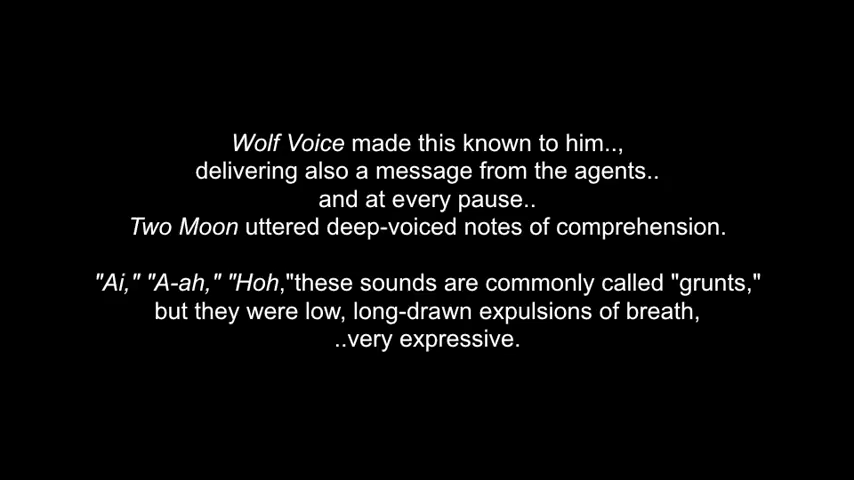 Wolf Voice made this known to him..,
delivering also a message from the agents..
and at every pause..
Two Moon uttered deep-voiced notes of comprehension.
"Ai," "A-ah," "Hoh,"these sounds are commonly called "grunts,"
but they were low, long-drawn expulsions of breath,
..very expressive.